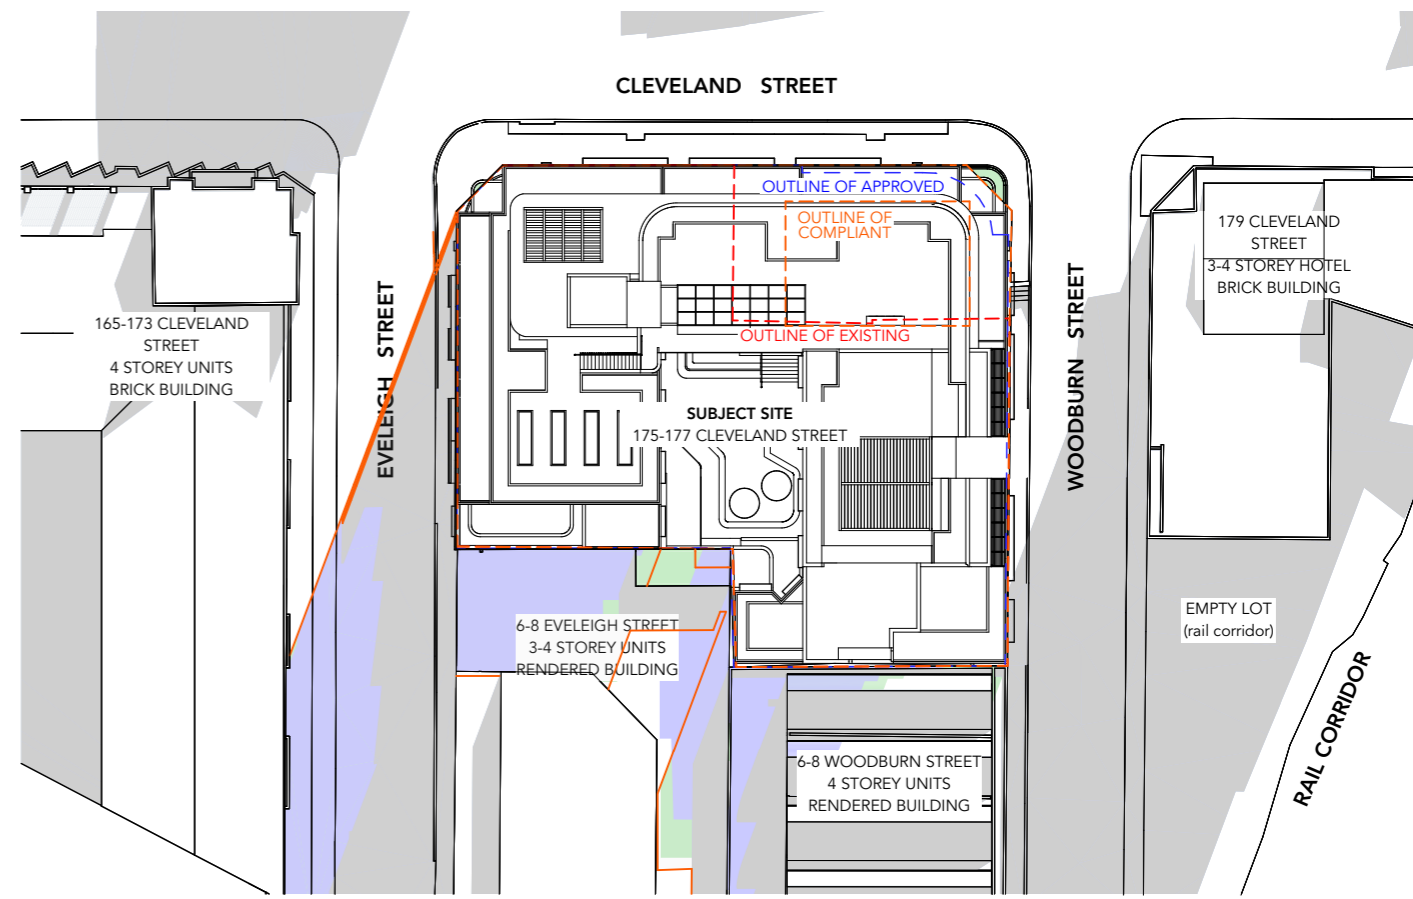 CLEVELAND STREET
OUTLINE OF APPROVED
OUTLINE OF
COMPLIANT
OUTLINE OF EXISTING
179 CLEVELAND
STREET
3-4 STOREY HOTEL
BRICK BUILDING
165-173 CLEVELAND
STREET
4 STOREY UNITS
BRICK BUILDING
EVELEIGH STREET
WOODBURN STREET
SUBJECT SITE
175-177 CLEVELAND STREET
EMPTY LOT
(rail corridor)
6-8 EVELEIGH STREET
3-4 STOREY UNITS
RENDERED BUILDING
RAIL CORRIDOR
6-8 WOODBURN STREET
4 STOREY UNITS
RENDERED BUILDING